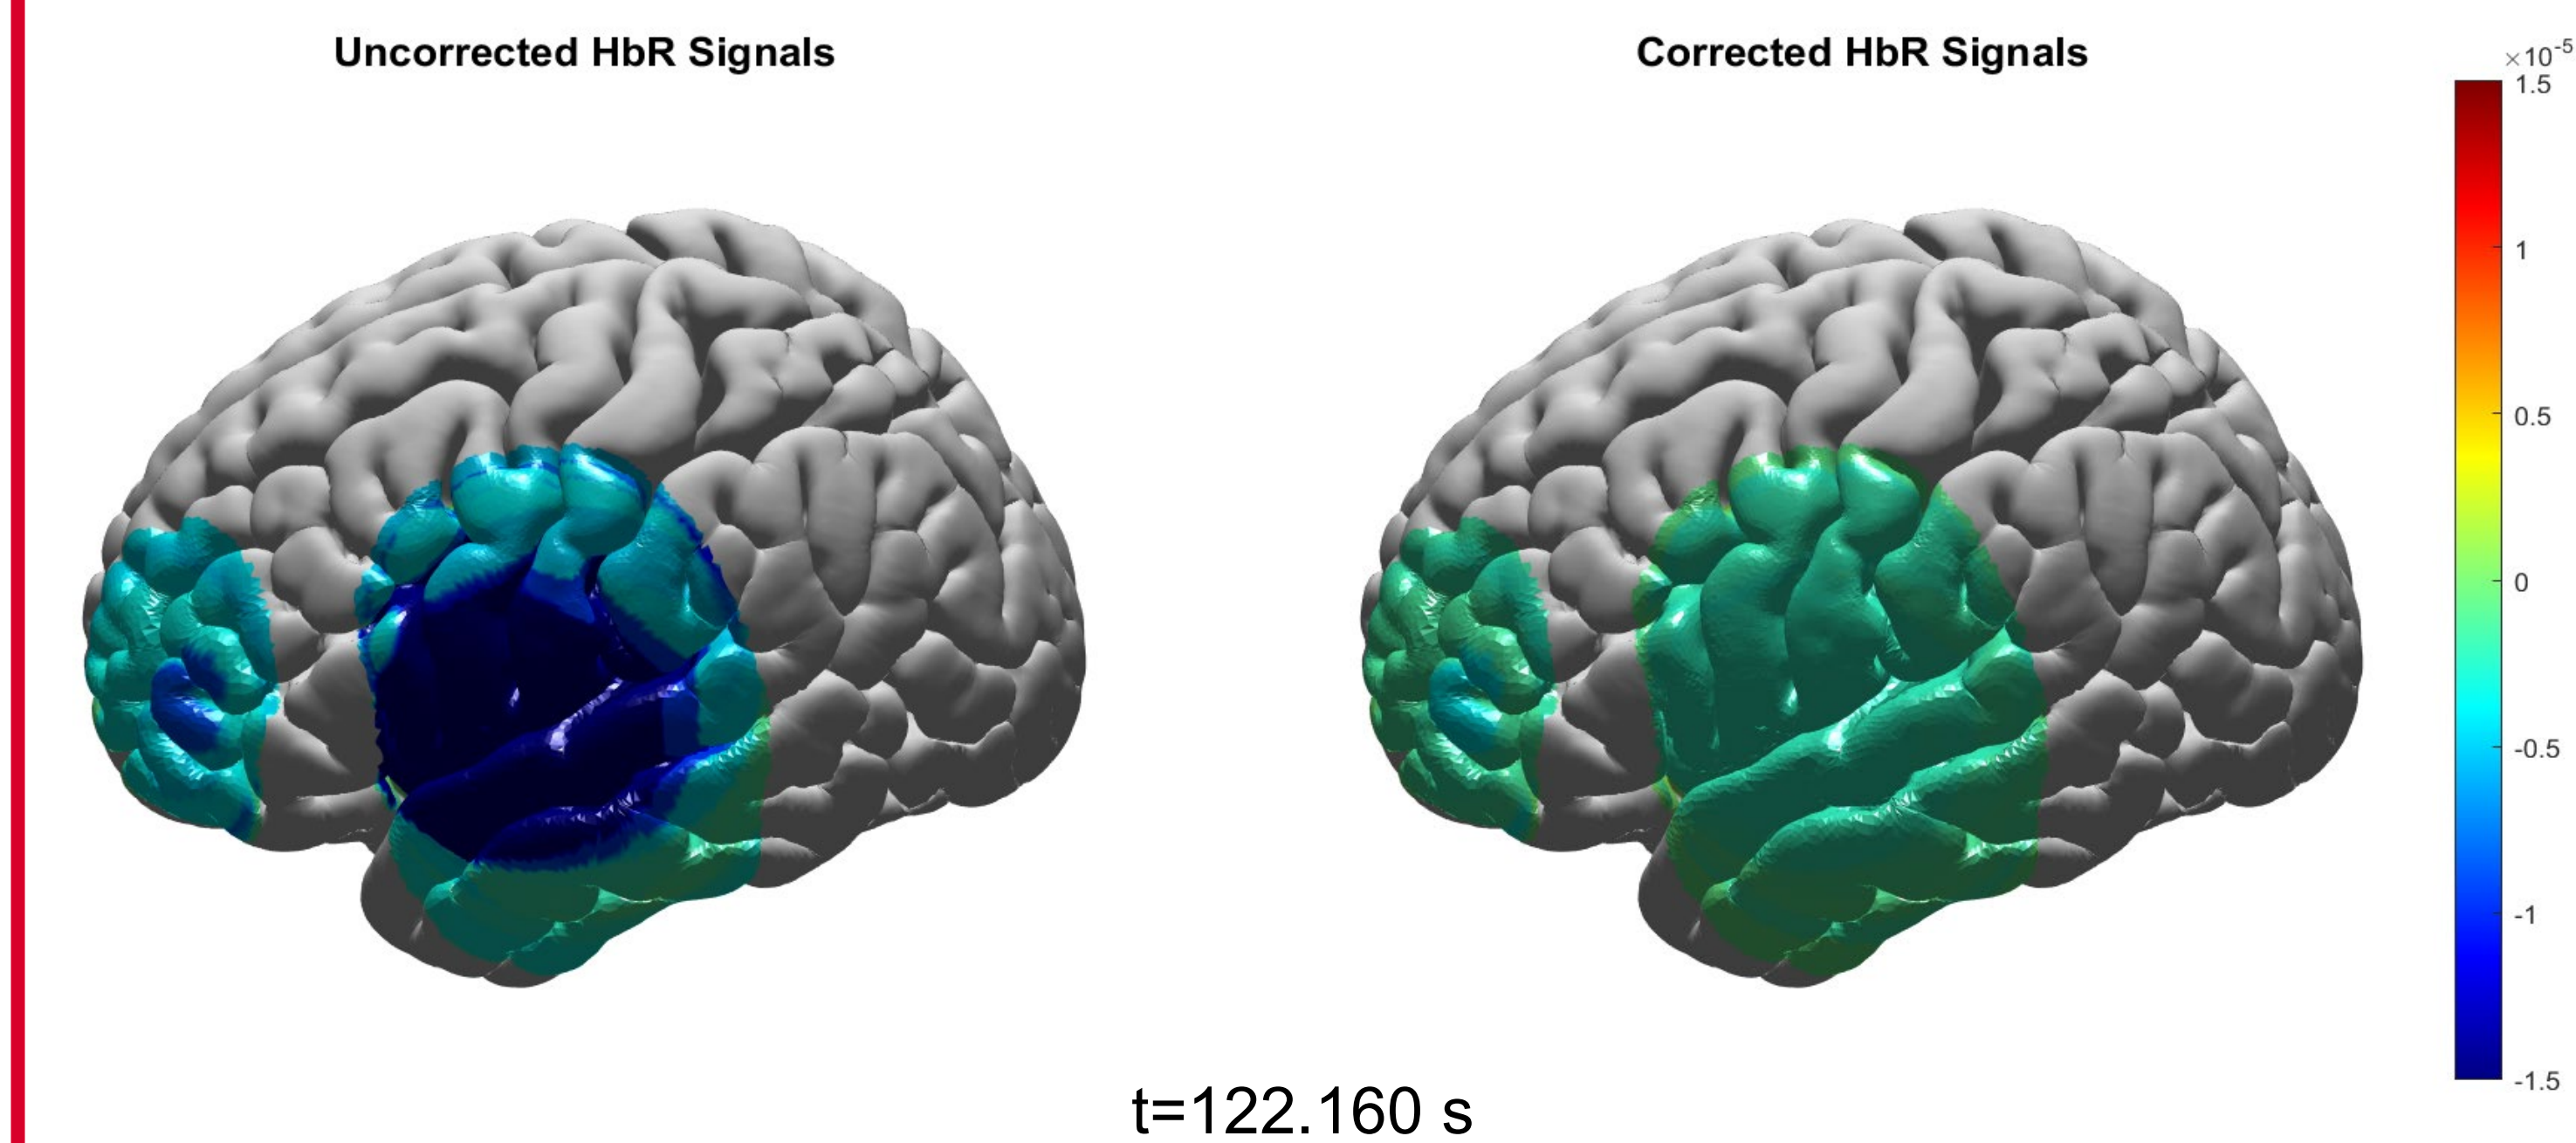 Uncorrected HbR Signals
Corrected HbR Signals
×10⁻⁵
1.5
1
0.5
0
-0.5
-1
-1.5
t=122.160 s